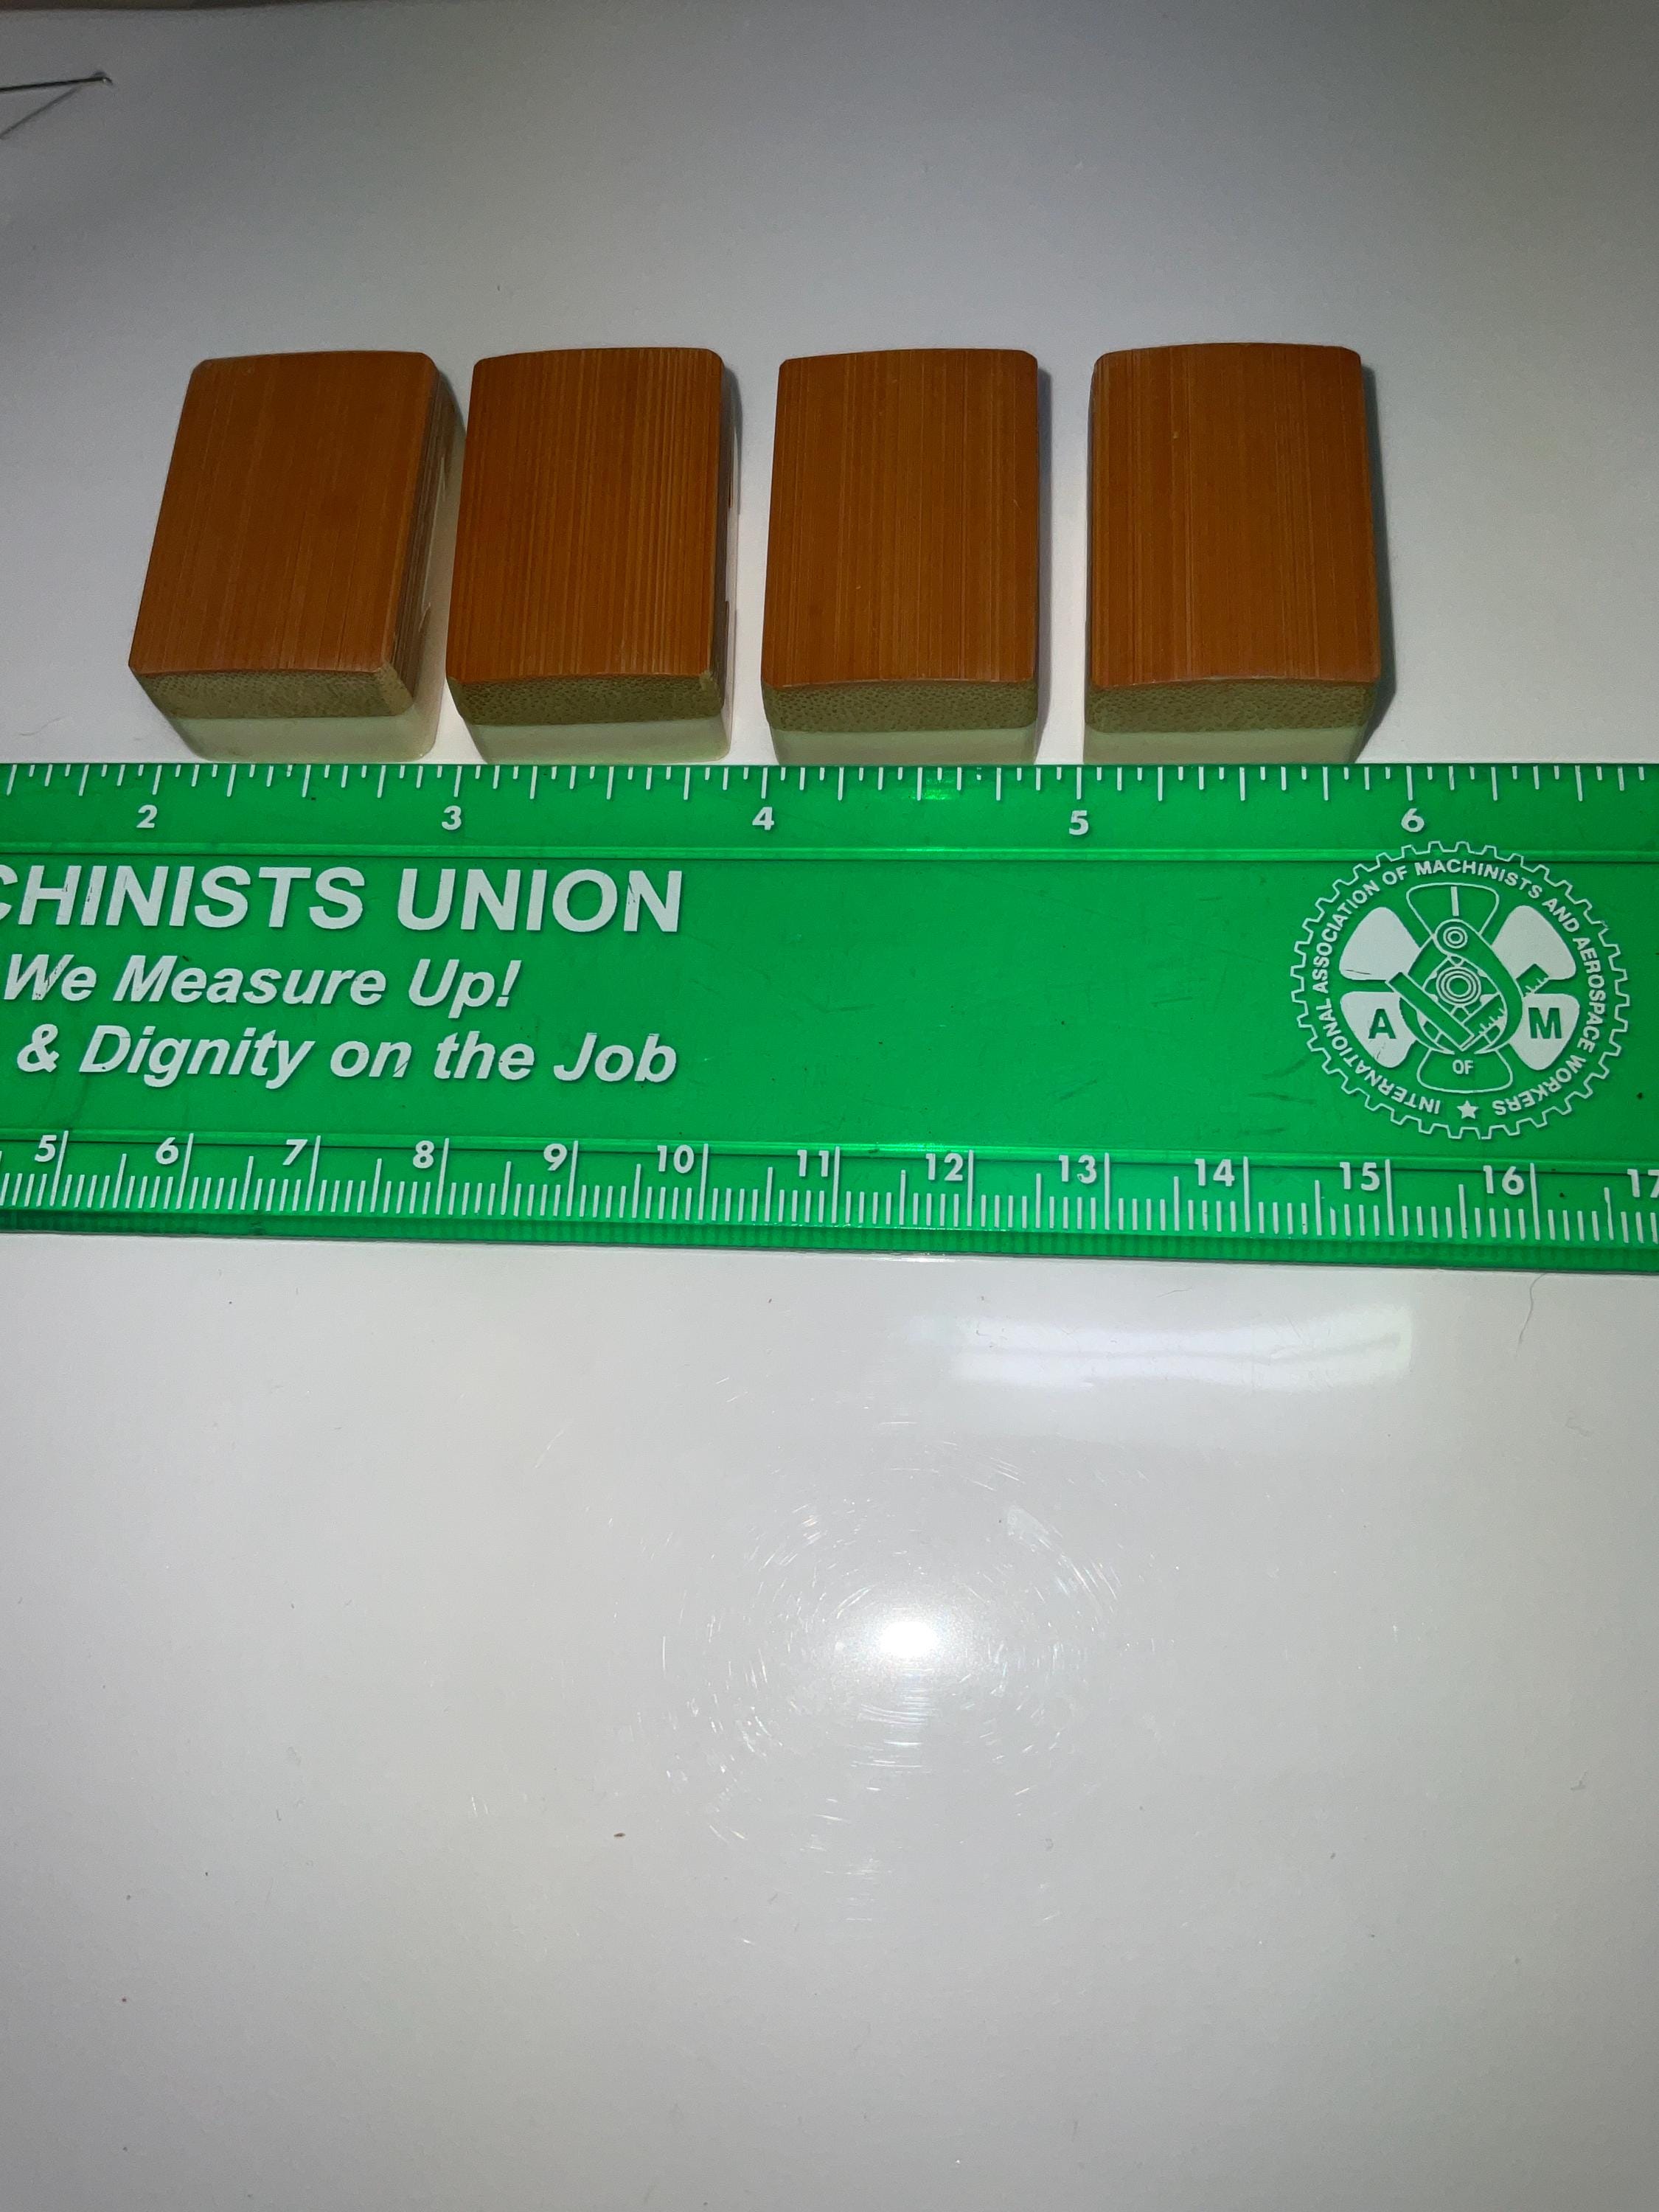 2 3 4 5 6
CHINISTS UNION
We Measure Up!
& Dignity on the Job
INTERNATIONAL ASSOCIATION OF MACHINISTS AND AEROSPACE WORKERS
A M
OF
5 6 7 8 9 10 11 12 13 14 15 16 17